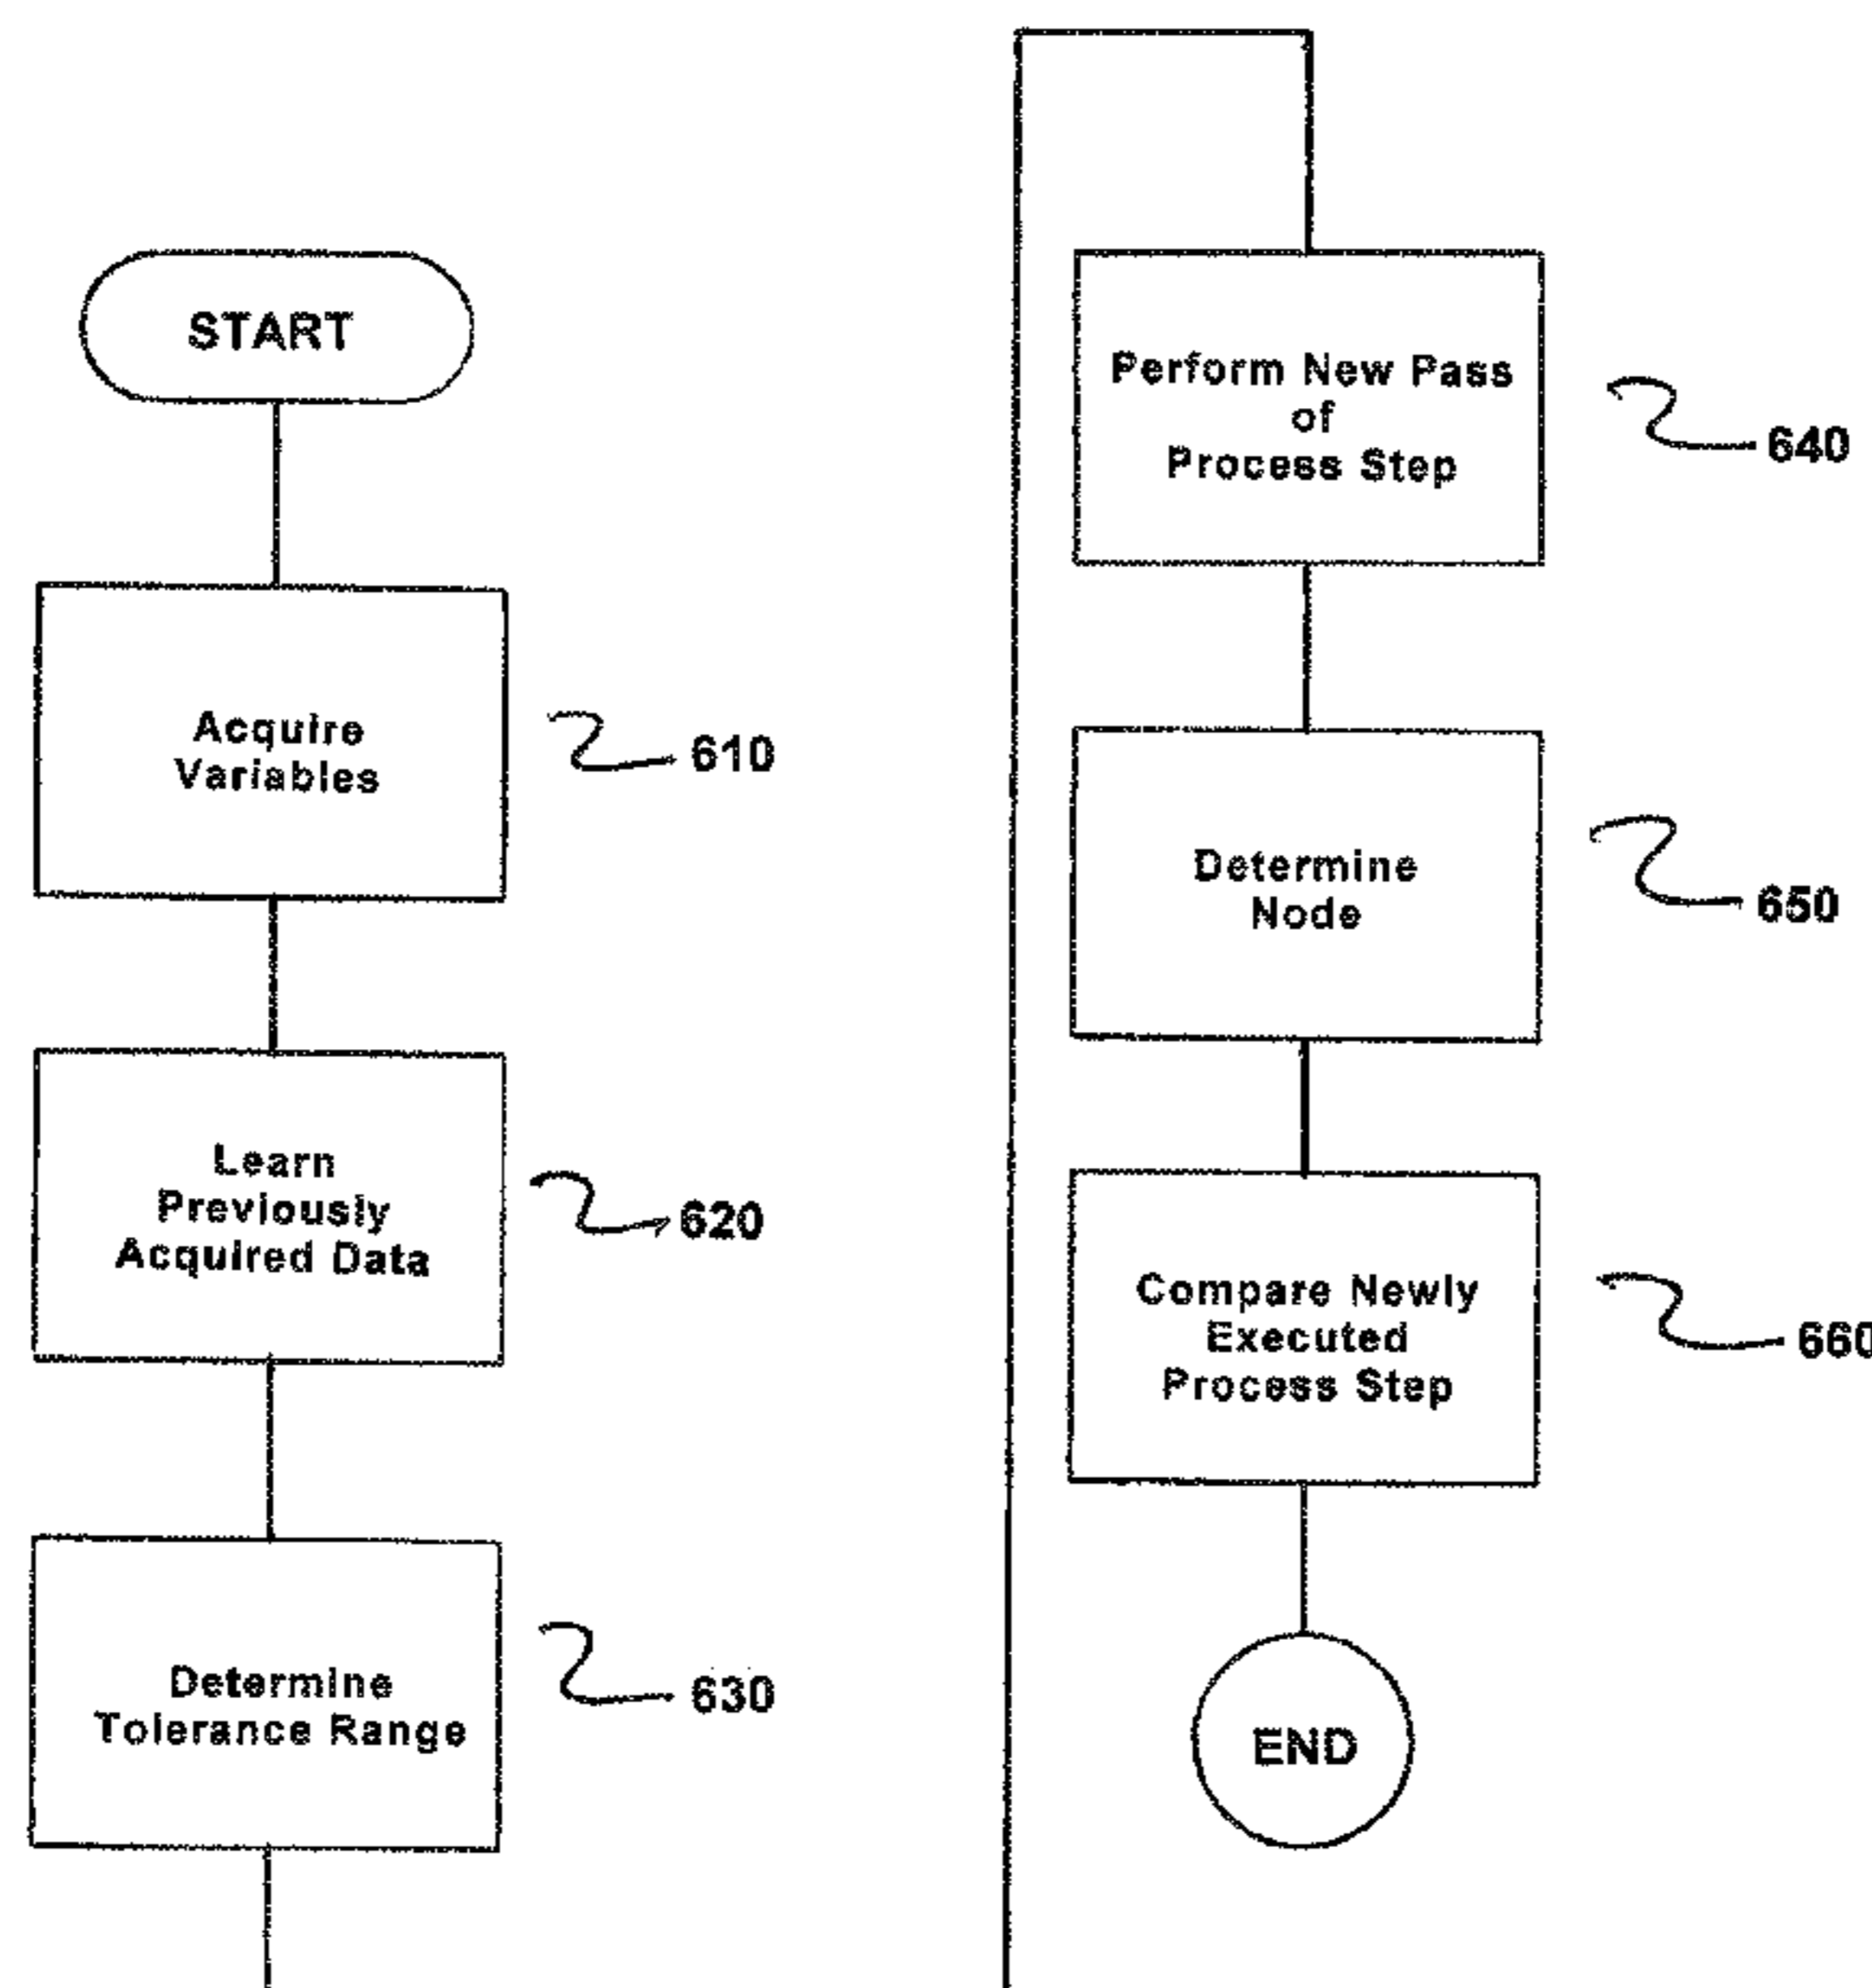 START
Acquire
Variables
610
Learn
Previously
Acquired Data
620
Determine
Tolerance Range
630
Perform New Pass
of
Process Step
640
Determine
Node
650
Compare Newly
Executed
Process Step
660
END